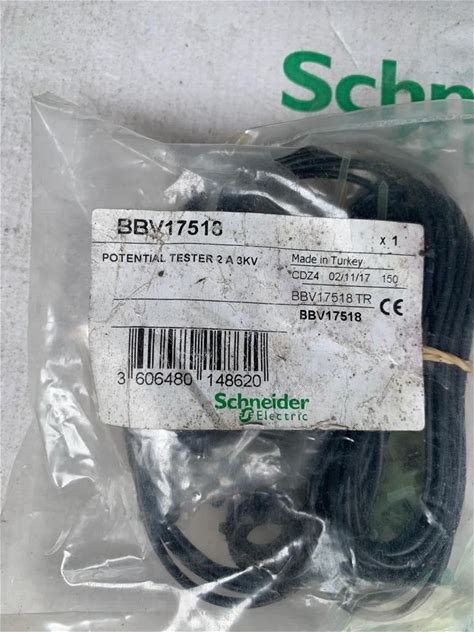 Schn
BBV17518
x 1
POTENTIAL TESTER 2 A 3KV
Made in Turkey
CDZ4 02/11/17 150
BBV17518 TR
CE
BBV17518
3 606480 148620
Schneider
Electric